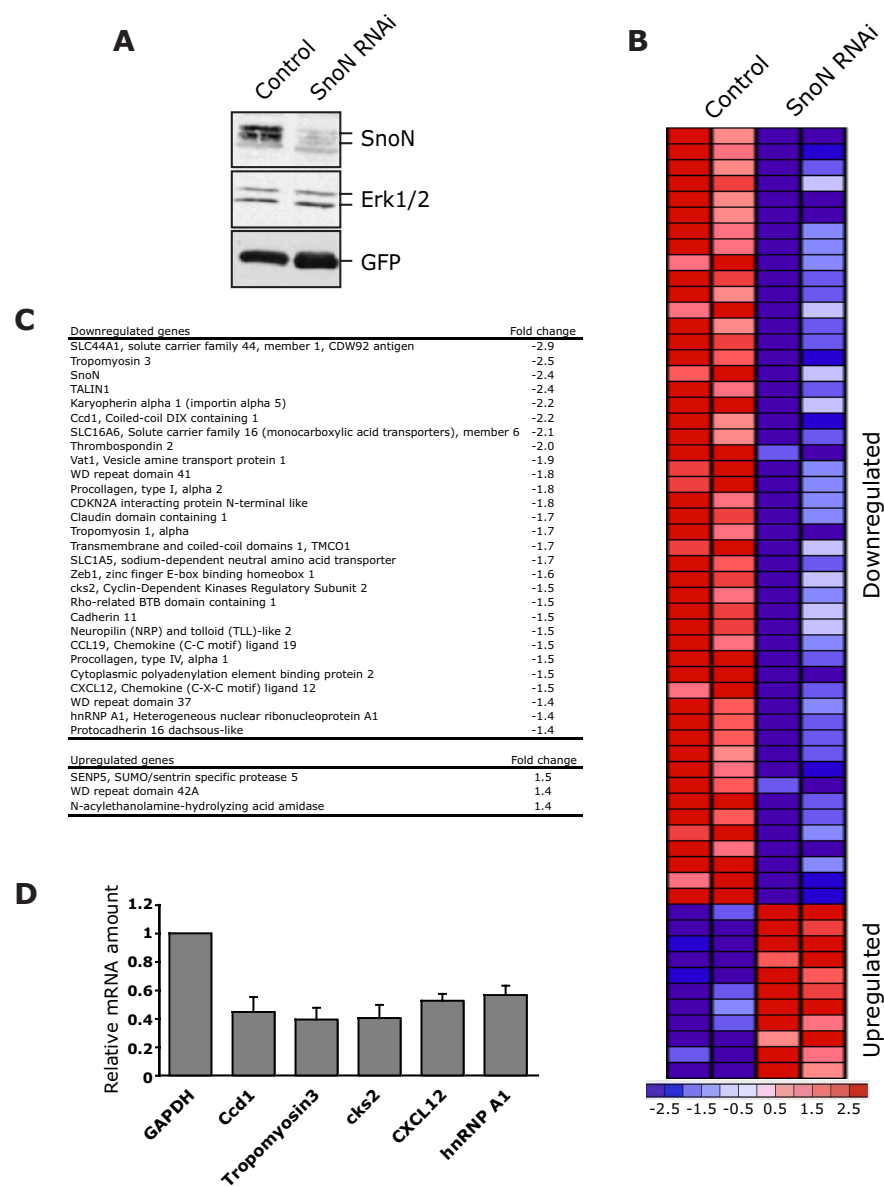 A
Control
SnoN RNAi
SnoN
Erk1/2
GFP
B
Control
SnoN RNAi
Downregulated
Upregulated
-2.5 -1.5 -0.5 0.5 1.5 2.5
C
Downregulated genes Fold change
SLC44A1, solute carrier family 44, member 1, CDW92 antigen -2.9
Tropomyosin 3 -2.5
SnoN -2.4
TALIN1 -2.4
Karyopherin alpha 1 (importin alpha 5) -2.2
Ccd1, Coiled-coil DIX containing 1 -2.2
SLC16A6, Solute carrier family 16 (monocarboxylic acid transporters), member 6 -2.1
Thrombospondin 2 -2.0
Vat1, Vesicle amine transport protein 1 -1.9
WD repeat domain 41 -1.8
Procollagen, type I, alpha 2 -1.8
CDKN2A interacting protein N-terminal like -1.8
Claudin domain containing 1 -1.7
Tropomyosin 1, alpha -1.7
Transmembrane and coiled-coil domains 1, TMCO1 -1.7
SLC1A5, sodium-dependent neutral amino acid transporter -1.7
Zeb1, zinc finger E-box binding homeobox 1 -1.6
cks2, Cyclin-Dependent Kinases Regulatory Subunit 2 -1.5
Rho-related BTB domain containing 1 -1.5
Cadherin 11 -1.5
Neuropilin (NRP) and tolloid (TLL)-like 2 -1.5
CCL19, Chemokine (C-C motif) ligand 19 -1.5
Procollagen, type IV, alpha 1 -1.5
Cytoplasmic polyadenylation element binding protein 2 -1.5
CXCL12, Chemokine (C-X-C motif) ligand 12 -1.5
WD repeat domain 37 -1.4
hnRNP A1, Heterogeneous nuclear ribonucleoprotein A1 -1.4
Protocadherin 16 dachsous-like -1.4
Upregulated genes Fold change
SENP5, SUMO/sentrin specific protease 5 1.5
WD repeat domain 42A 1.4
N-acylethanolamine-hydrolyzing acid amidase 1.4
D
Relative mRNA amount
1.2
1
0.8
0.6
0.4
0.2
0
GAPDH
Ccd1
Tropomyosin3
cks2
CXCL12
hnRNP A1